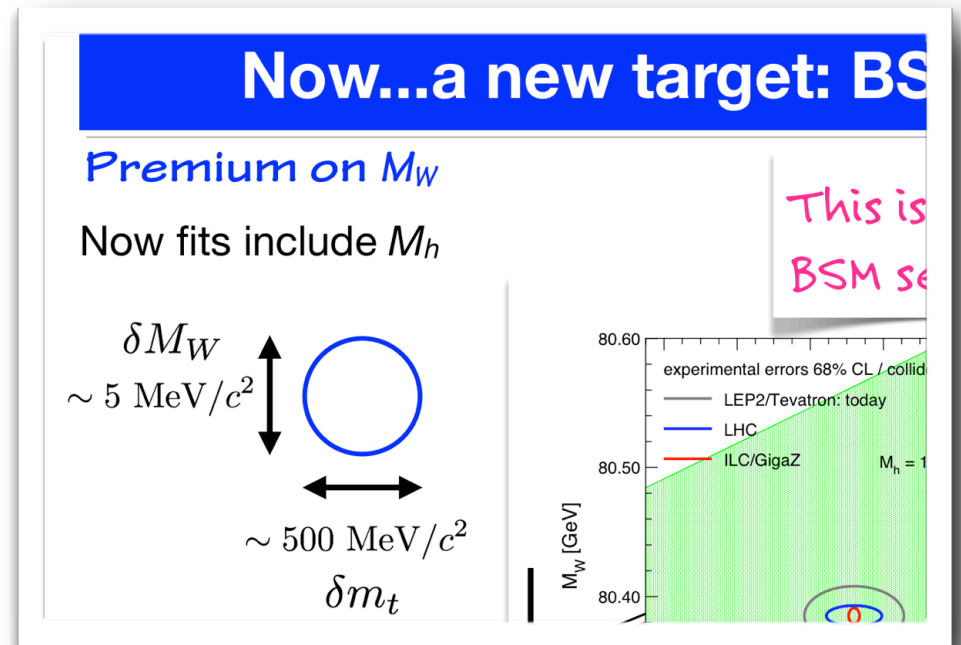 Now...a new target: BS
Premium on MW
Now fits include Mh
This is
BSM se
δMW
~ 5 MeV/c²
~ 500 MeV/c²
δmt
80.60
experimental errors 68% CL / collid
LEP2/Tevatron: today
LHC
ILC/GigaZ
Mh = 1
80.50
MW [GeV]
80.40